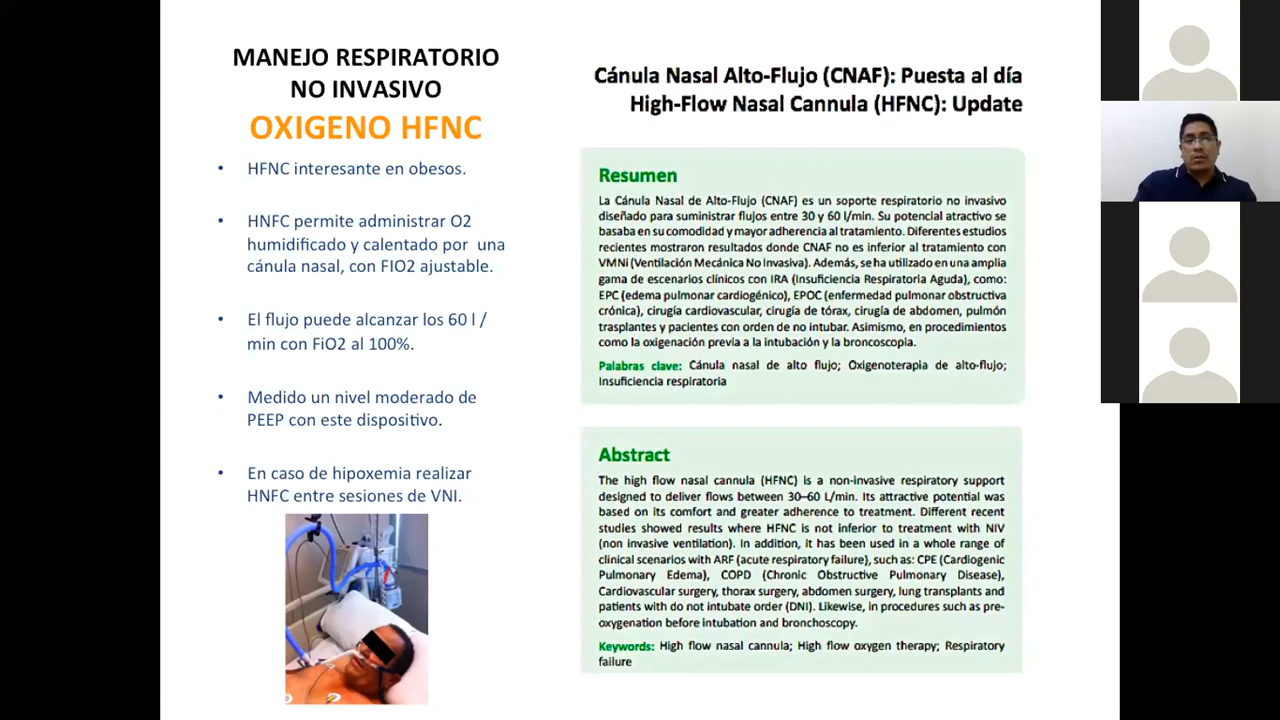 MANEJO RESPIRATORIO
NO INVASIVO
OXIGENO HFNC
• HFNC interesante en obesos.
• HNFC permite administrar O2
humidificado y calentado por una
cánula nasal, con FIO2 ajustable.
• El flujo puede alcanzar los 60 l /
min con FiO2 al 100%.
• Medido un nivel moderado de
PEEP con este dispositivo.
• En caso de hipoxemia realizar
HNFC entre sesiones de VNI.
Cánula Nasal Alto-Flujo (CNAF): Puesta al día
High-Flow Nasal Cannula (HFNC): Update
Resumen
La Cánula Nasal de Alto-Flujo (CNAF) es un soporte respiratorio no invasivo
diseñado para suministrar flujos entre 30 y 60 l/min. Su potencial atractivo se
basaba en su comodidad y mayor adherencia al tratamiento. Diferentes estudios
recientes mostraron resultados donde CNAF no es inferior al tratamiento con
VMNi (Ventilación Mecánica No Invasiva). Además, se ha utilizado en una amplia
gama de escenarios clínicos con IRA (Insuficiencia Respiratoria Aguda), como:
EPC (edema pulmonar cardiogénico), EPOC (enfermedad pulmonar obstructiva
crónica), cirugía cardiovascular, cirugía de tórax, cirugía de abdomen, pulmón
trasplantes y pacientes con orden de no intubar. Asimismo, en procedimientos
como la oxigenación previa a la intubación y la broncoscopia.
Palabras clave: Cánula nasal de alto flujo; Oxigenoterapia de alto-flujo;
Insuficiencia respiratoria
Abstract
The high flow nasal cannula (HFNC) is a non-invasive respiratory support
designed to deliver flows between 30–60 L/min. Its attractive potential was
based on its comfort and greater adherence to treatment. Different recent
studies showed results where HFNC is not inferior to treatment with NIV
(non invasive ventilation). In addition, it has been used in a whole range of
clinical scenarios with ARF (acute respiratory failure), such as: CPE (Cardiogenic
Pulmonary Edema), COPD (Chronic Obstructive Pulmonary Disease),
Cardiovascular surgery, thorax surgery, abdomen surgery, lung transplants and
patients with do not intubate order (DNI). Likewise, in procedures such as pre-
oxygenation before intubation and bronchoscopy.
Keywords: High flow nasal cannula; High flow oxygen therapy; Respiratory
failure